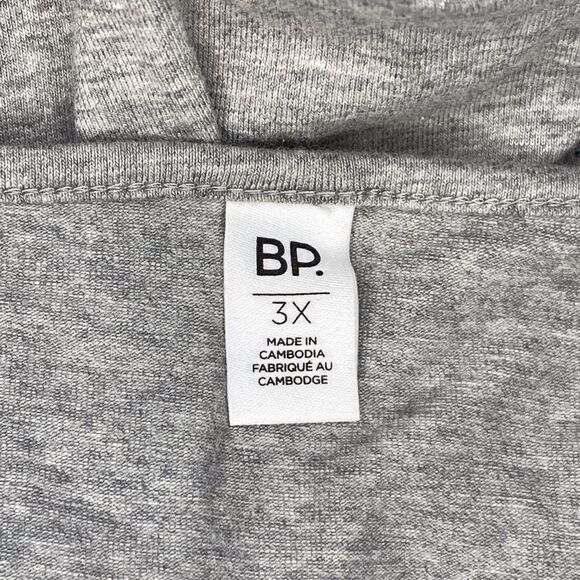 BP.
3X
MADE IN
CAMBODIA
FABRIQUÉ AU
CAMBODGE